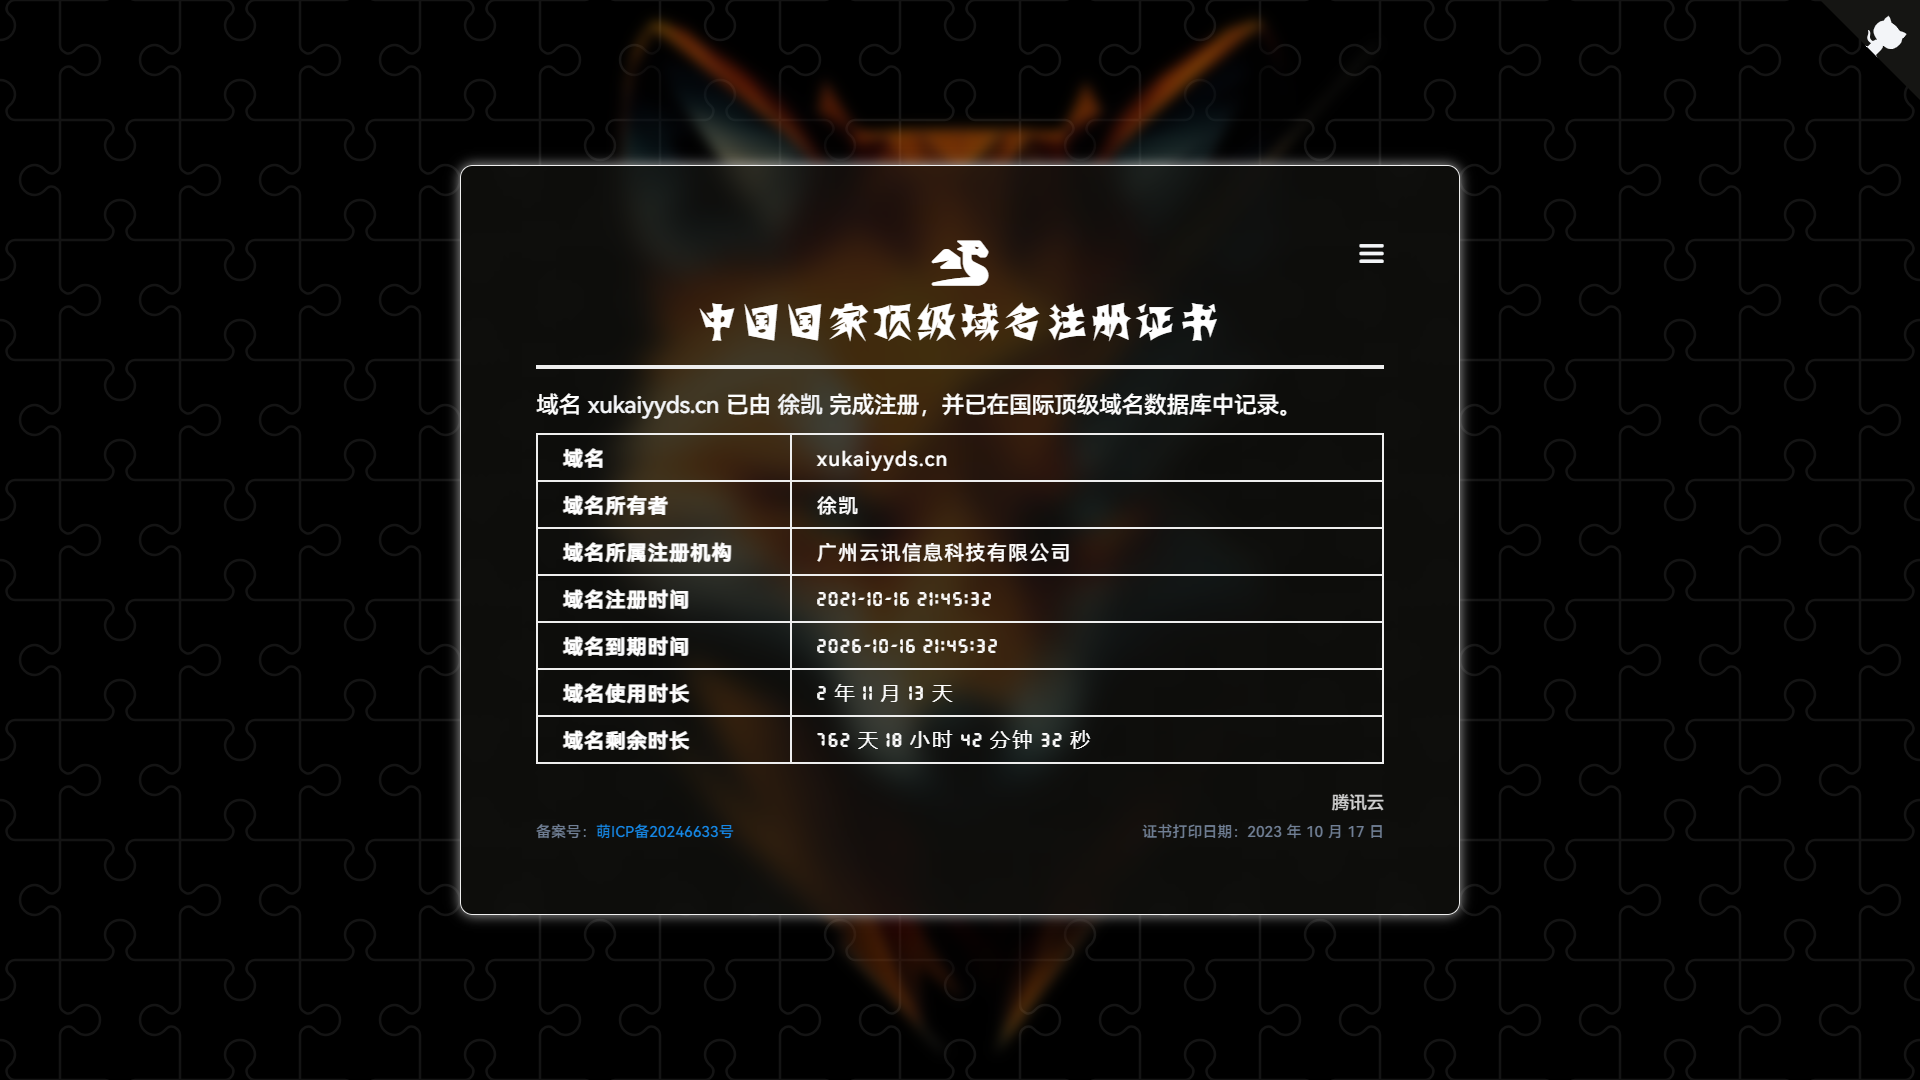 中国国家顶级域名注册证书
域名 xukaiyyds.cn 已由 徐凯 完成注册，并已在国际顶级域名数据库中记录。
域名 xukaiyyds.cn
域名所有者 徐凯
域名所属注册机构 广州云讯信息科技有限公司
域名注册时间 2021-10-16 21:45:32
域名到期时间 2026-10-16 21:45:32
域名使用时长 2 年 11 月 13 天
域名剩余时长 762 天 18 小时 42 分钟 32 秒
腾讯云
备案号：萌ICP备20246633号 证书打印日期：2023 年 10 月 17 日